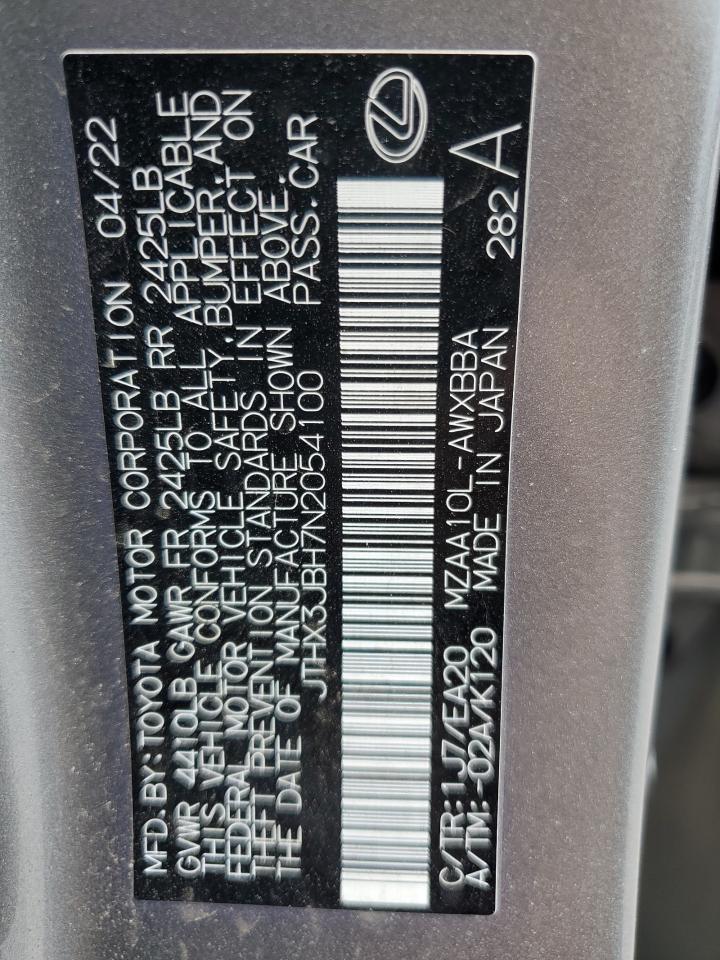 MFD. BY: TOYOTA MOTOR CORPORATION 04/22
GVWR 4410LB GAWR FR 2425LB RR 2425LB
THIS VEHICLE CONFORMS TO ALL APPLICABLE
FEDERAL MOTOR VEHICLE SAFETY, BUMPER, AND
THEFT PREVENTION STANDARDS IN EFFECT ON
THE DATE OF MANUFACTURE SHOWN ABOVE.
JTHX3JBH7N2054100 PASS. CAR
C/TR:1J7/EA20 MZAA10L-AWXBBA
A/TM:-02A/K120 MADE IN JAPAN 282 A